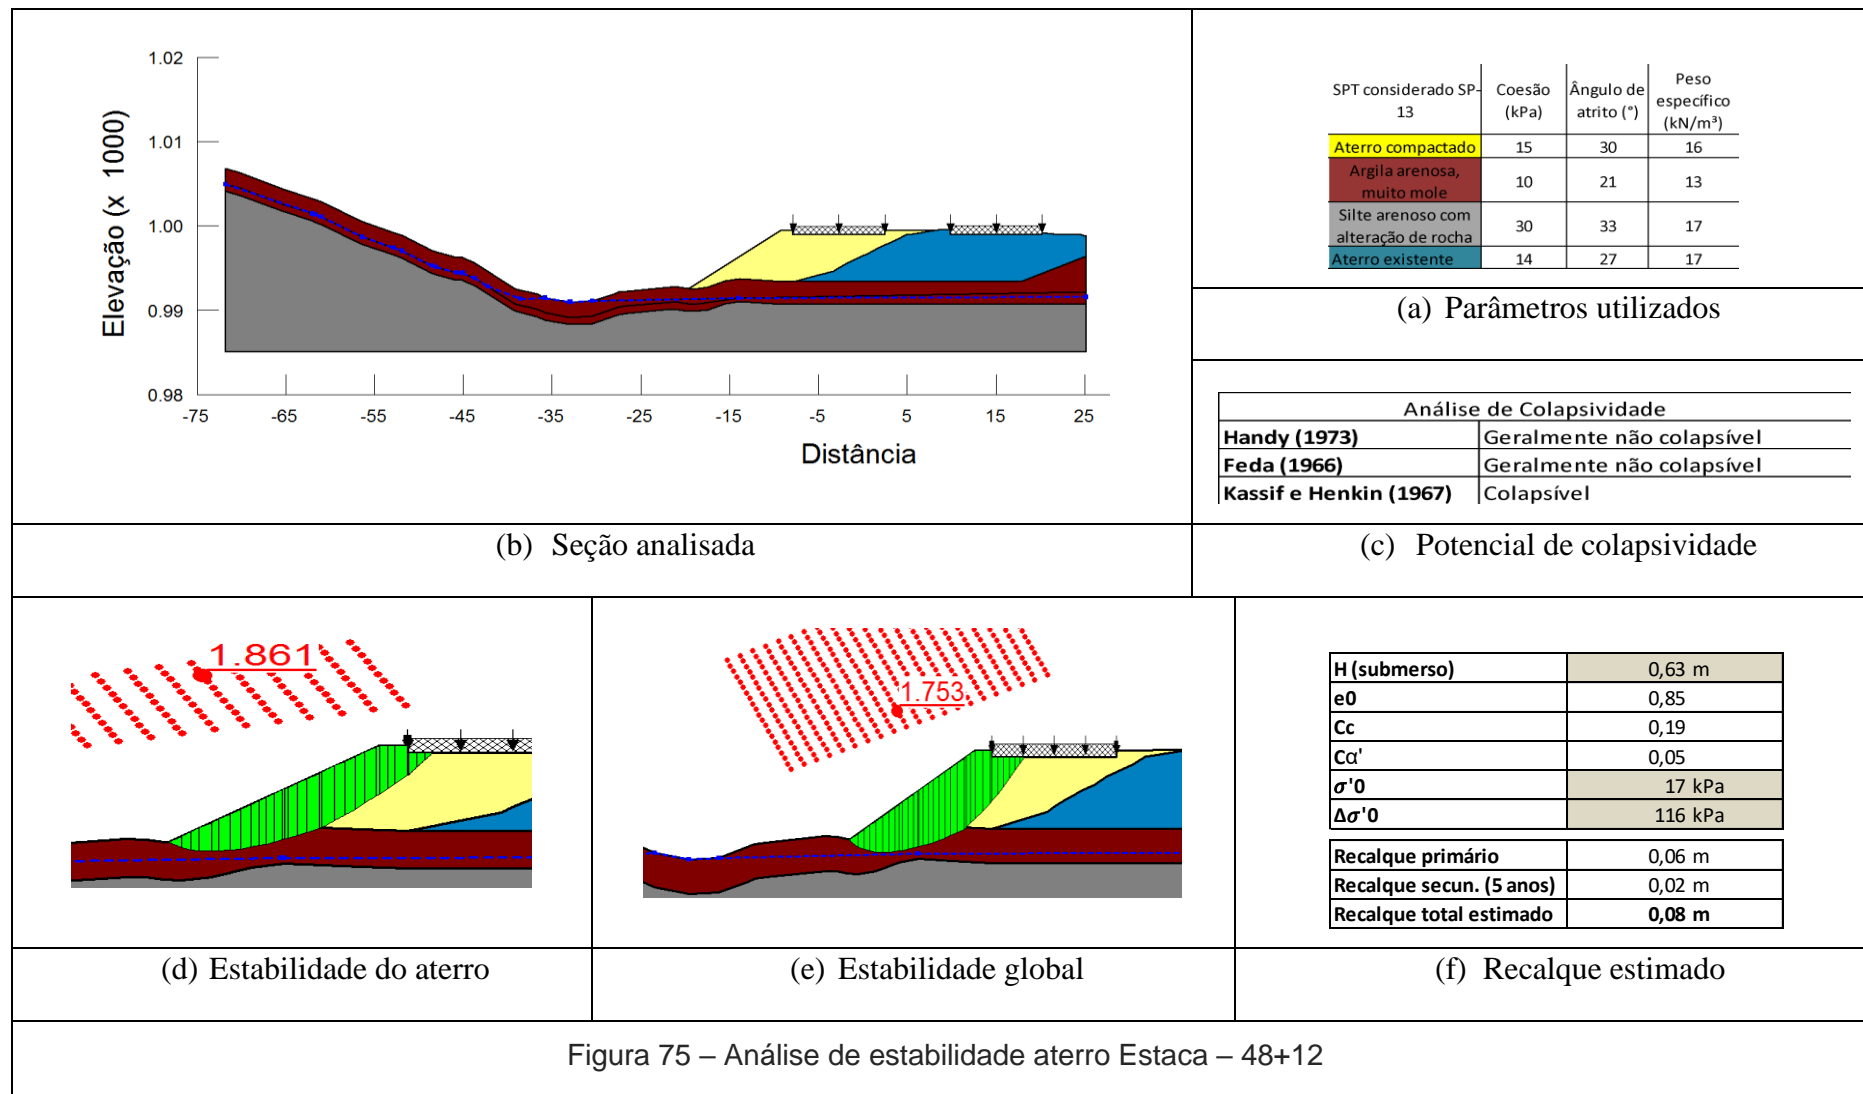 1.02
1.01
1.00
0.99
0.98
Elevação (x 1000)
-75 -65 -55 -45 -35 -25 -15 -5 5 15 25
Distância
(b) Seção analisada
SPT considerado SP-13 Coesão (kPa) Ângulo de atrito (°) Peso específico (kN/m³)
Aterro compactado 15 30 16
Argila arenosa, muito mole 10 21 13
Silte arenoso com alteração de rocha 30 33 17
Aterro existente 14 27 17
(a) Parâmetros utilizados
Análise de Colapsividade
Handy (1973) Geralmente não colapsível
Feda (1966) Geralmente não colapsível
Kassif e Henkin (1967) Colapsível
(c) Potencial de colapsividade
1.861
(d) Estabilidade do aterro
1.753
(e) Estabilidade global
H (submerso) 0,63 m
e0 0,85
Cc 0,19
Cα' 0,05
σ'0 17 kPa
Δσ'0 116 kPa
Recalque primário 0,06 m
Recalque secun. (5 anos) 0,02 m
Recalque total estimado 0,08 m
(f) Recalque estimado
Figura 75 – Análise de estabilidade aterro Estaca – 48+12